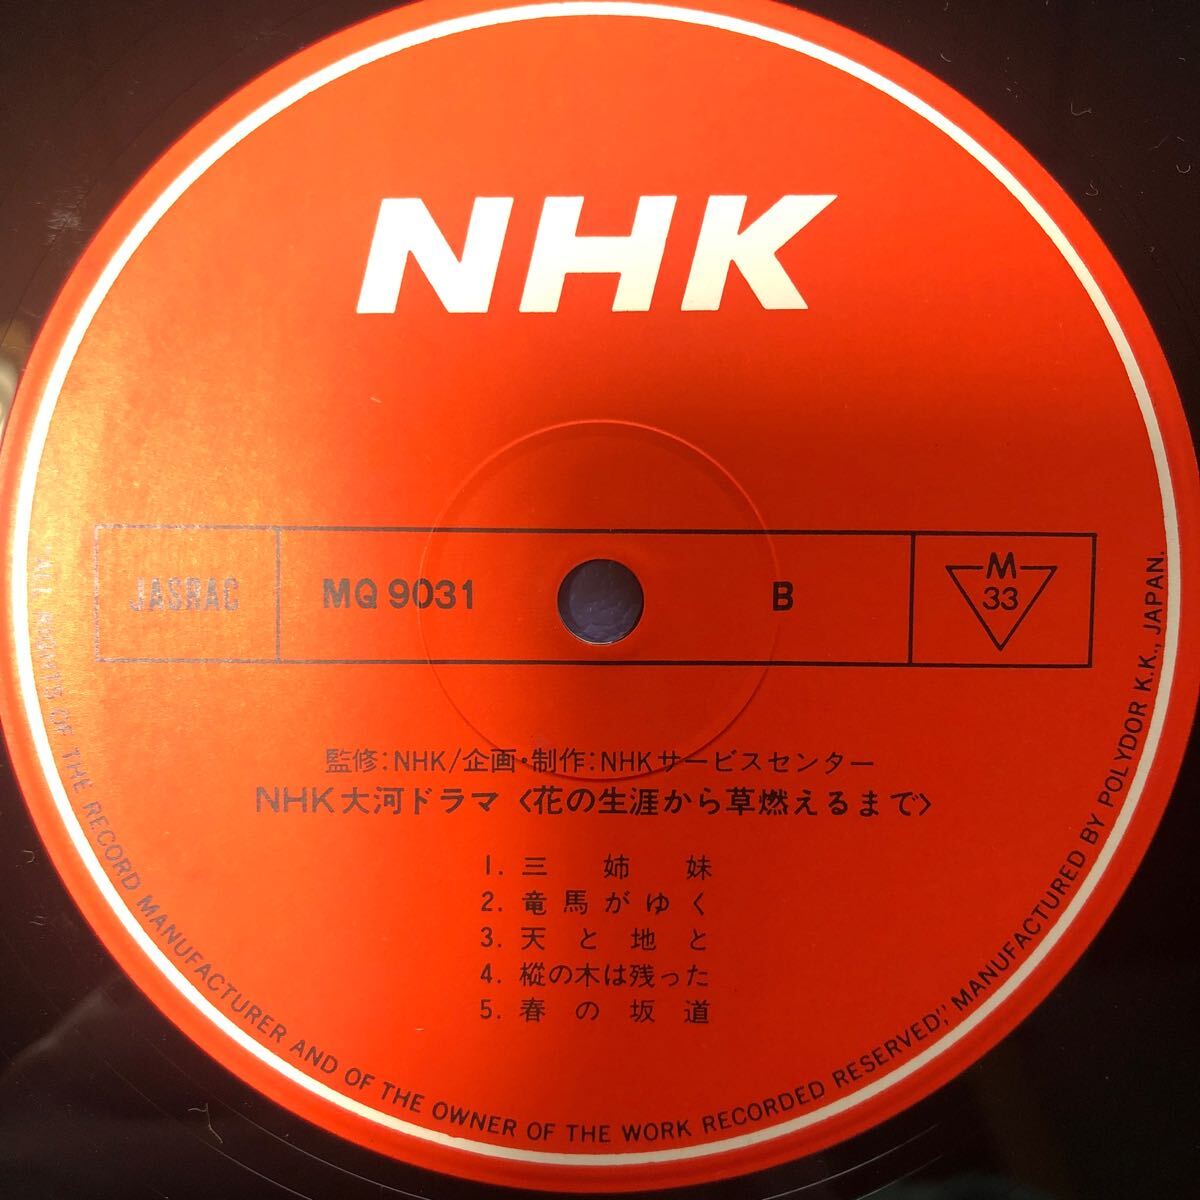 NHK
JASRAC
MQ 9031
B
M
33
監修:NHK/企画・制作:NHKサービスセンター
NHK大河ドラマ〈花の生涯から草燃えるまで〉
1. 三姉妹
2. 竜馬がゆく
3. 天と地と
4. 樅の木は残った
5. 春の坂道
"ALL RIGHTS OF THE RECORD MANUFACTURER AND OF THE OWNER OF THE WORK RECORDED RESERVED", MANUFACTURED BY POLYDOR K.K., JAPAN.